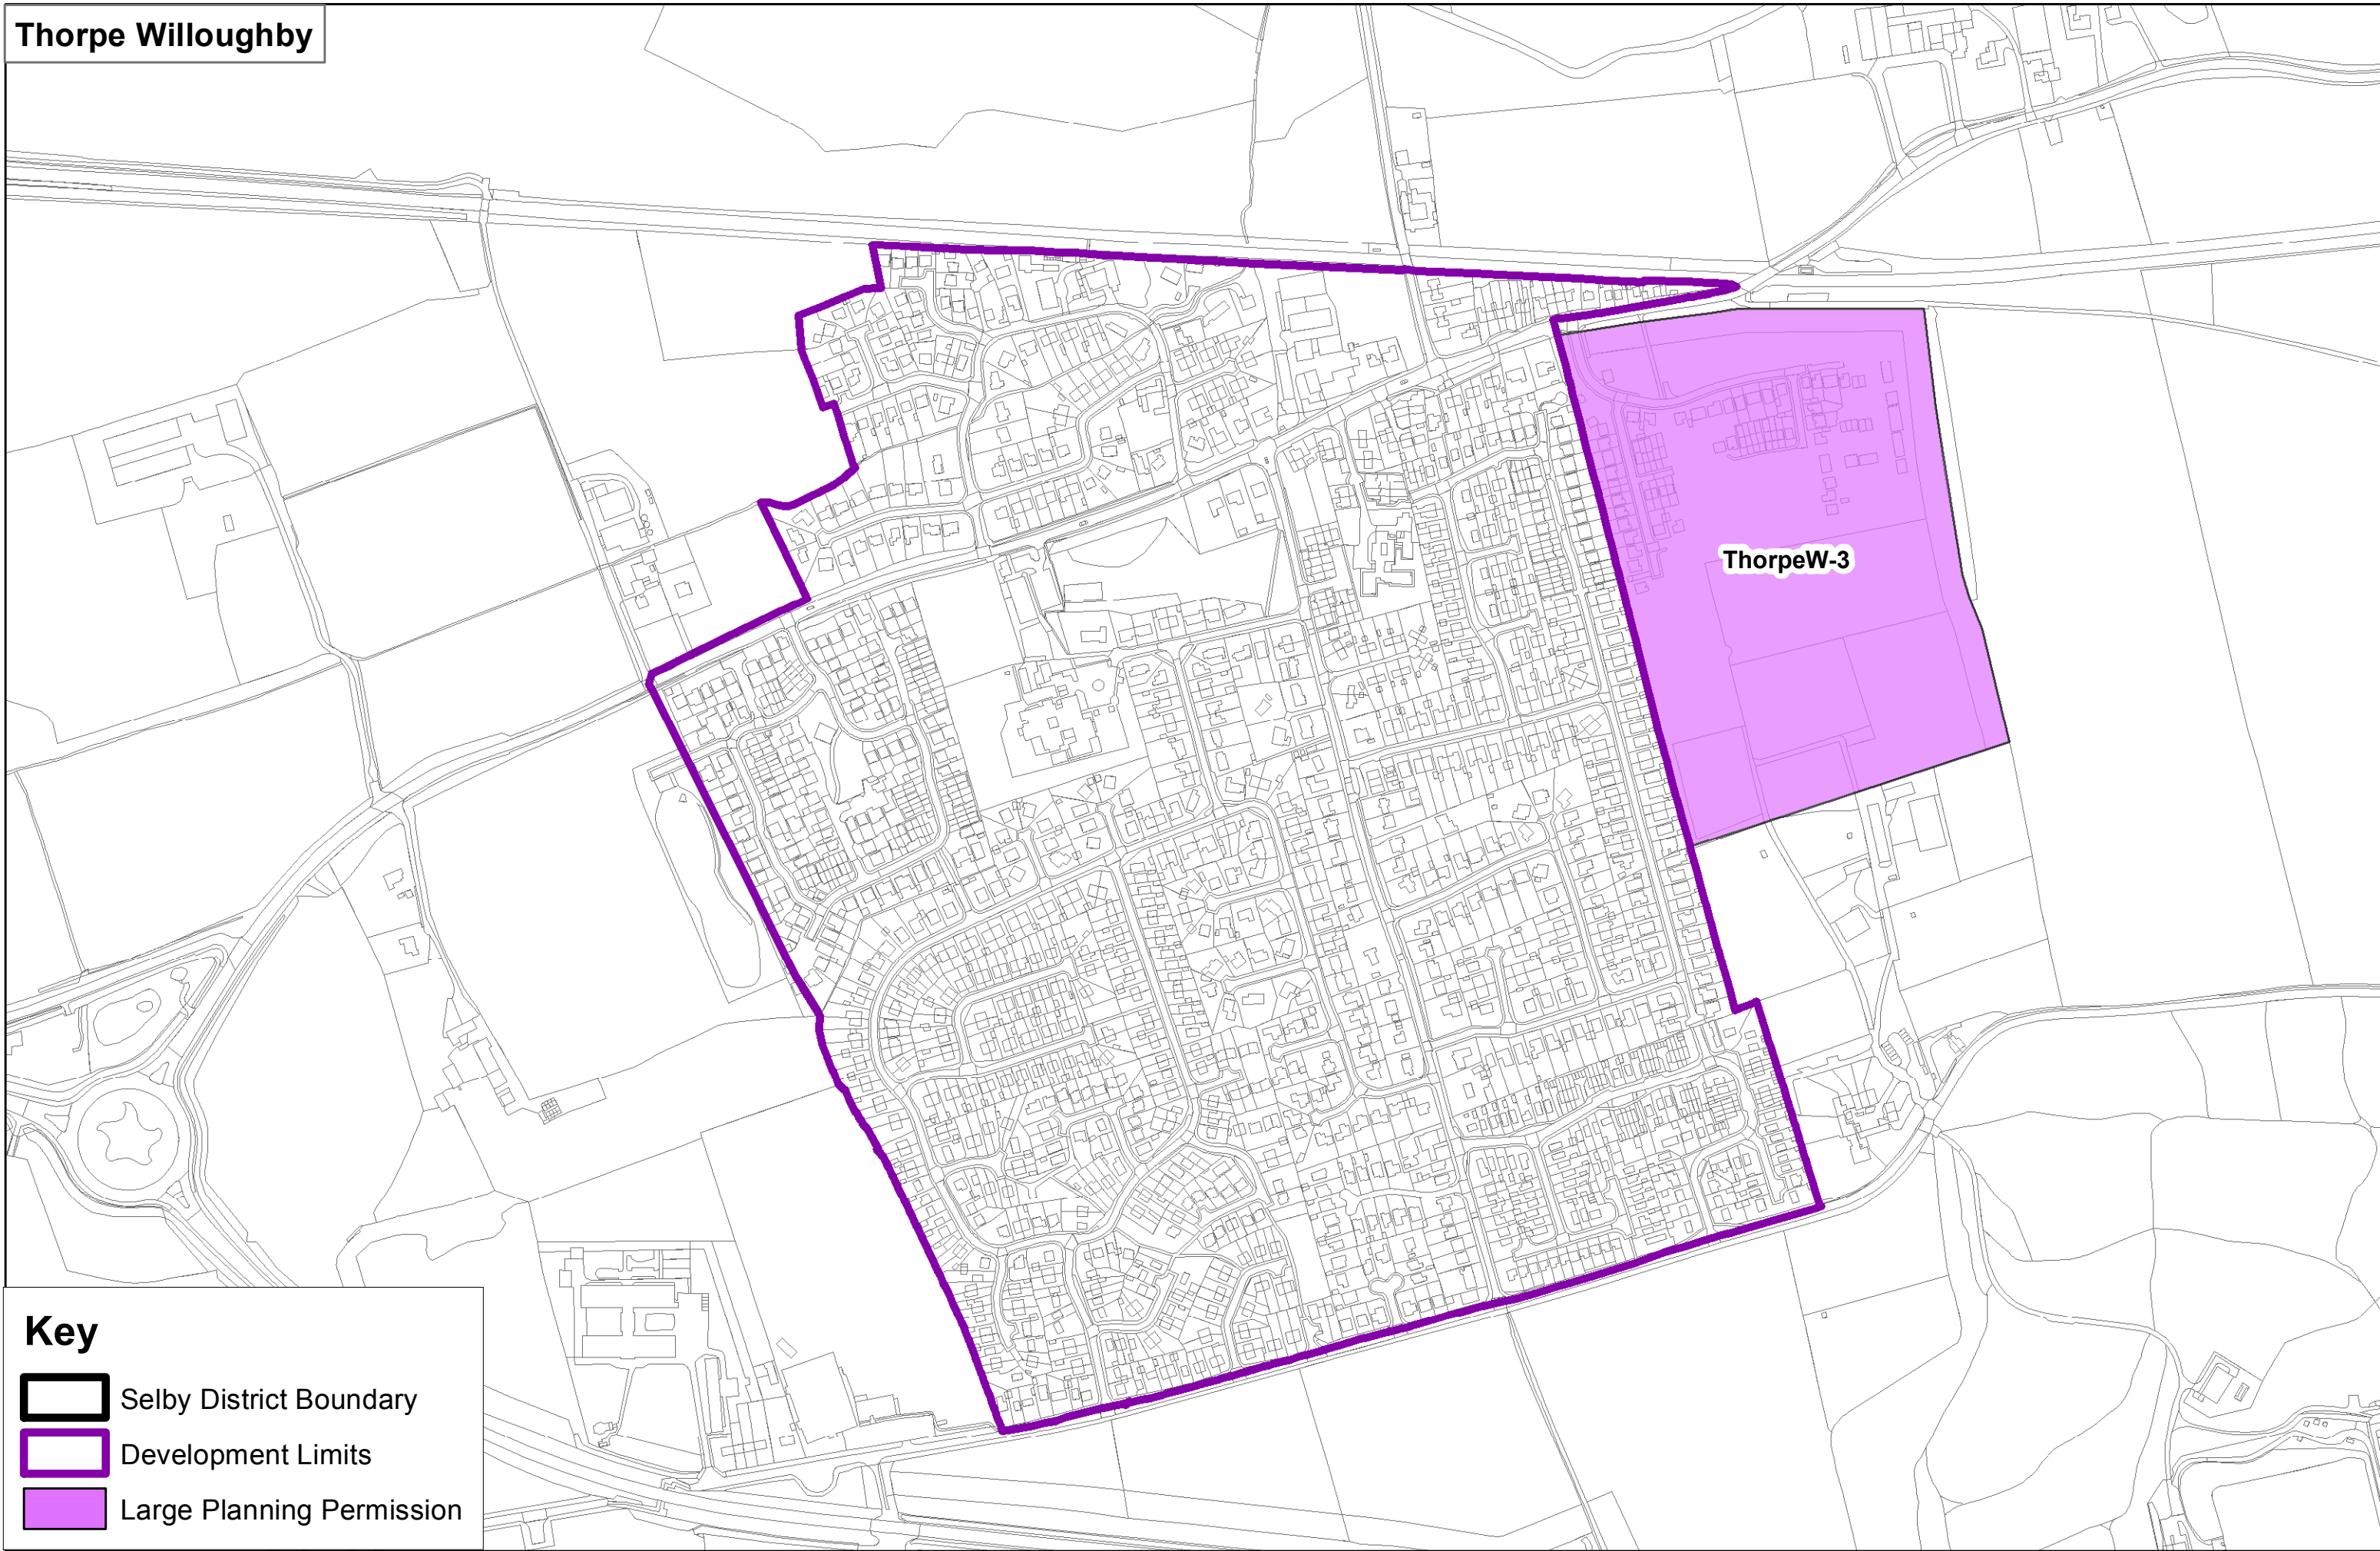 Thorpe Willoughby
ThorpeW-3
Key
Selby District Boundary
Development Limits
Large Planning Permission